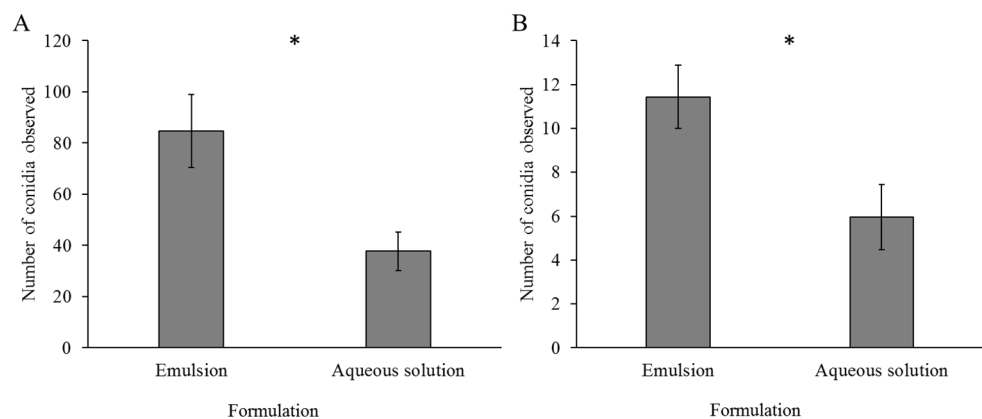 A
*
120
100
80
60
40
20
0
Number of conidia observed
Emulsion
Aqueous solution
Formulation
B
*
14
12
10
8
6
4
2
0
Number of conidia observed
Emulsion
Aqueous solution
Formulation